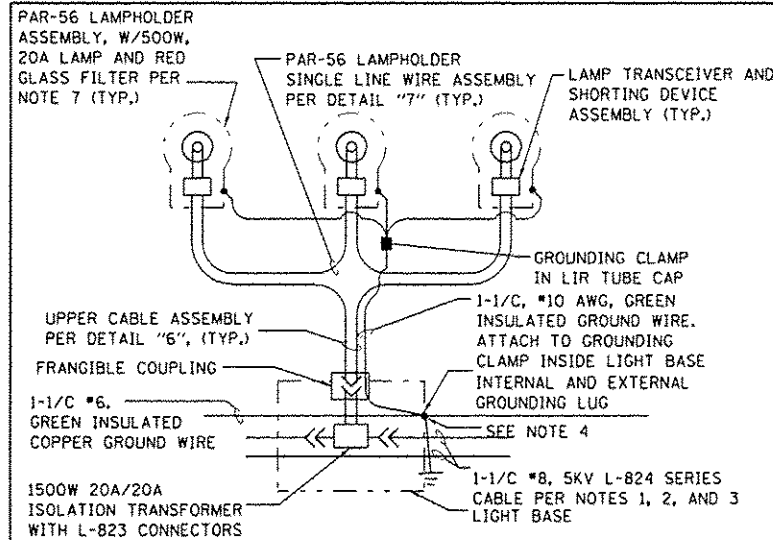 PAR-56 LAMPHOLDER
ASSEMBLY, W/500W,
20A LAMP AND RED
GLASS FILTER PER
NOTE 7 (TYP.)
PAR-56 LAMPHOLDER
SINGLE LINE WIRE ASSEMBLY
PER DETAIL "7" (TYP.)
LAMP TRANSCEIVER AND
SHORTING DEVICE
ASSEMBLY (TYP.)
GROUNDING CLAMP
IN LIR TUBE CAP
1-1/C, #10 AWG, GREEN
INSULATED GROUND WIRE.
ATTACH TO GROUNDING
CLAMP INSIDE LIGHT BASE
INTERNAL AND EXTERNAL
GROUNDING LUG
UPPER CABLE ASSEMBLY
PER DETAIL "6", (TYP.)
FRANGIBLE COUPLING
1-1/C #6,
GREEN INSULATED
COPPER GROUND WIRE
SEE NOTE 4
1500W 20A/20A
ISOLATION TRANSFORMER
WITH L-823 CONNECTORS
1-1/C #8, 5KV L-824 SERIES
CABLE PER NOTES 1, 2, AND 3
LIGHT BASE